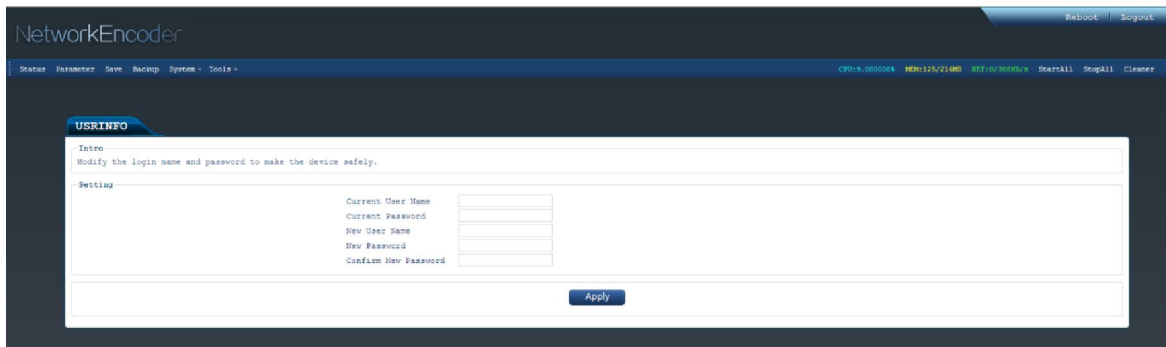 Reboot | Logout
NetworkEncoder
Status Parameter Save Backup System Tools CPU:9.000000% MEM:125/216MB NET:0/308KB/s StartAll StopAll Cleaner
USRINFO
Intro
Modify the login name and password to make the device safely.
Setting
Current User Name
Current Password
New User Name
New Password
Confirm New Password
Apply